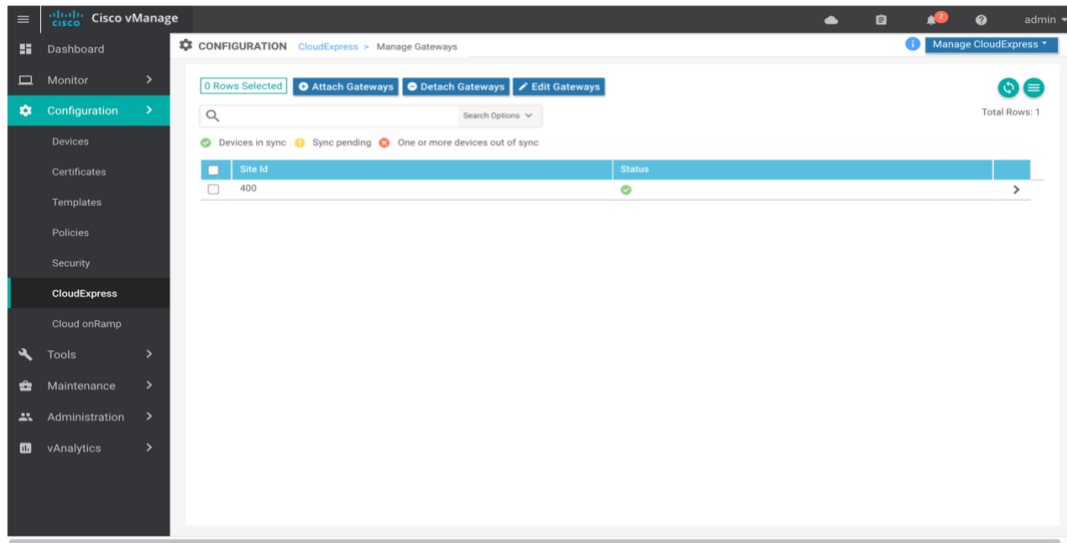 cisco Cisco vManage
2
admin
Dashboard
CONFIGURATION CloudExpress > Manage Gateways
Manage CloudExpress
Monitor
0 Rows Selected Attach Gateways Detach Gateways Edit Gateways
Configuration
Search Options
Total Rows: 1
Devices
Devices in sync Sync pending One or more devices out of sync
Certificates
Site Id Status
400
Templates
Policies
Security
CloudExpress
Cloud onRamp
Tools
Maintenance
Administration
vAnalytics